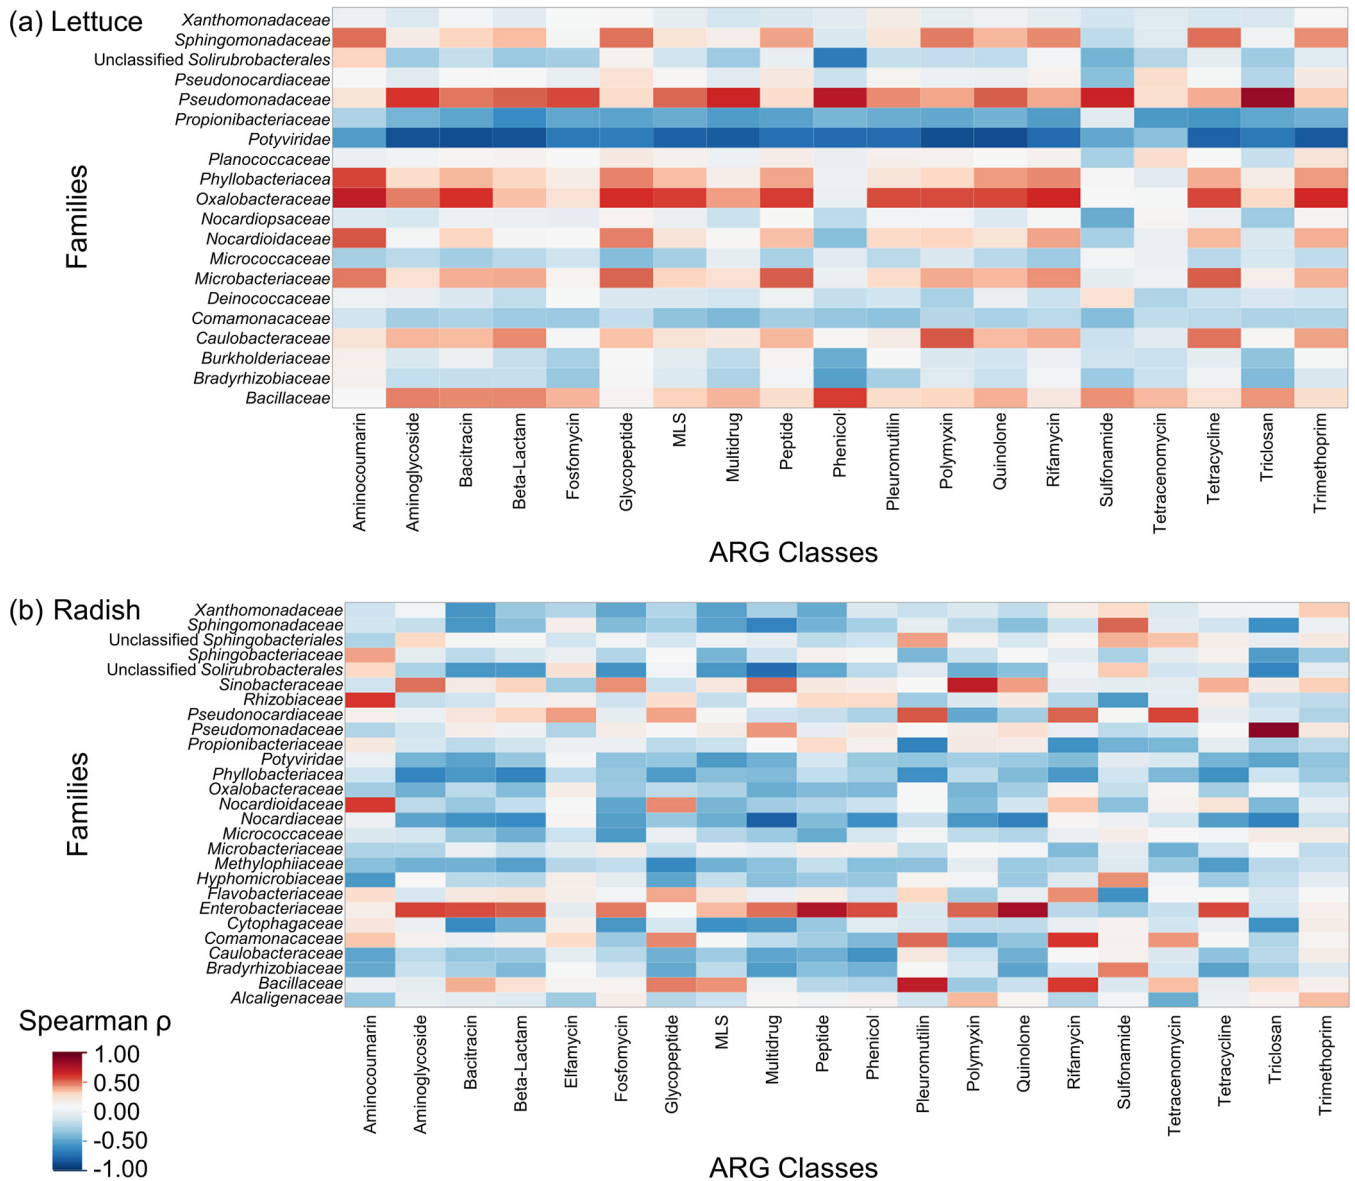 (a) Lettuce
Xanthomonadaceae
Sphingomonadaceae
Unclassified Solirubrobacterales
Pseudonocardiaceae
Pseudomonadaceae
Propionibacteriaceae
Potyviridae
Planococcaceae
Phyllobacteriacea
Oxalobacteraceae
Nocardiopsaceae
Nocardioidaceae
Micrococcaceae
Microbacteriaceae
Deinococcaceae
Comamonacaceae
Caulobacteraceae
Burkholderiaceae
Bradyrhizobiaceae
Bacillaceae
Families
Aminocoumarin
Aminoglycoside
Bacitracin
Beta-Lactam
Fosfomycin
Glycopeptide
MLS
Multidrug
Peptide
Phenicol
Pleuromutilin
Polymyxin
Quinolone
Rifamycin
Sulfonamide
Tetracenomycin
Tetracycline
Triclosan
Trimethoprim
ARG Classes
(b) Radish
Xanthomonadaceae
Sphingomonadaceae
Unclassified Sphingobacteriales
Sphingobacteriaceae
Unclassified Solirubrobacterales
Sinobacteraceae
Rhizobiaceae
Pseudonocardiaceae
Pseudomonadaceae
Propionibacteriaceae
Potyviridae
Phyllobacteriacea
Oxalobacteraceae
Nocardioidaceae
Nocardiaceae
Micrococcaceae
Microbacteriaceae
Methylophiiaceae
Hyphomicrobiaceae
Flavobacteriaceae
Enterobacteriaceae
Cytophagaceae
Comamonacaceae
Caulobacteraceae
Bradyrhizobiaceae
Bacillaceae
Alcaligenaceae
Families
Aminocoumarin
Aminoglycoside
Bacitracin
Beta-Lactam
Elfamycin
Fosfomycin
Glycopeptide
MLS
Multidrug
Peptide
Phenicol
Pleuromutilin
Polymyxin
Quinolone
Rifamycin
Sulfonamide
Tetracenomycin
Tetracycline
Triclosan
Trimethoprim
ARG Classes
Spearman ρ
1.00
0.50
0.00
-0.50
-1.00